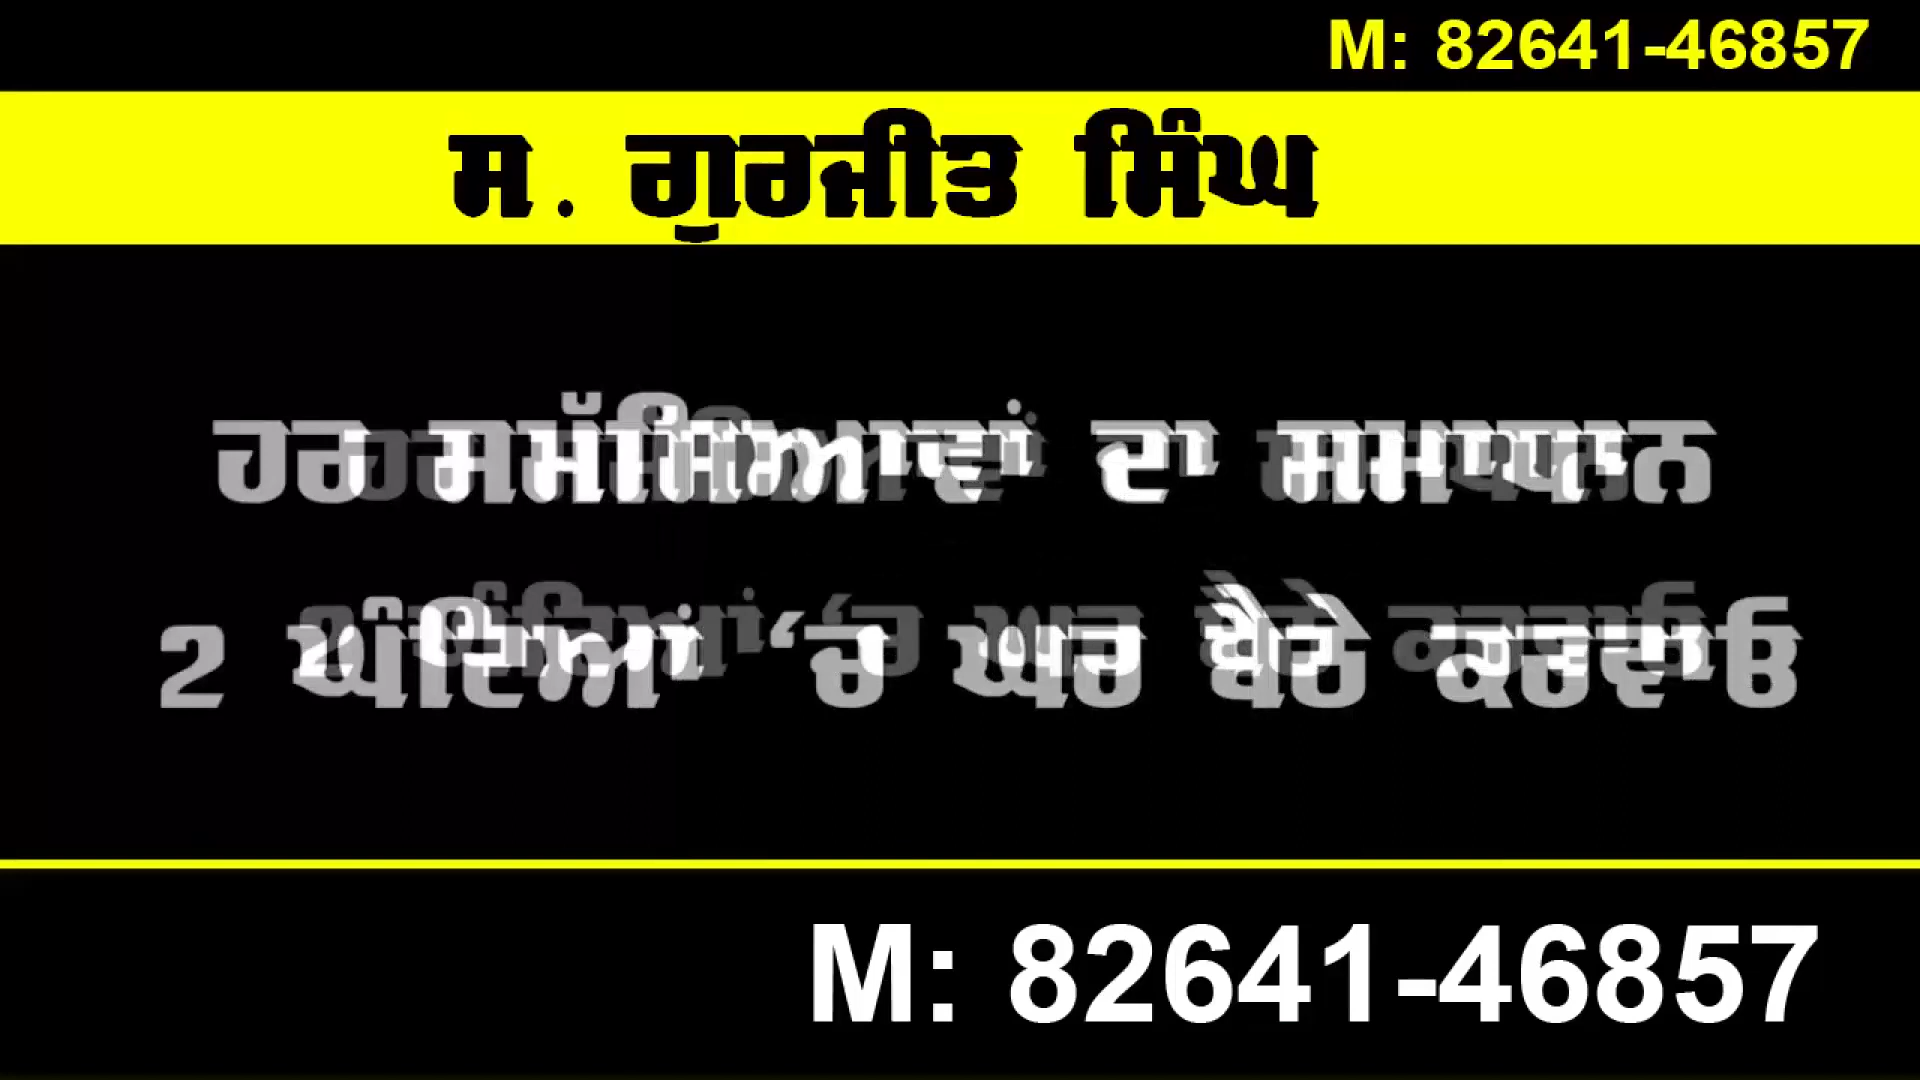 M: 82641-46857
ਸ. ਗੁਰਜੀਤ ਸਿੰਘ
ਹਰ ਸਮੱਸਿਆਵਾਂ ਦਾ ਸਮਾਧਾਨ
2 ਘੰਟਿਆਂ ‘ਚ ਘਰ ਬੈਠੇ ਕਰਵਾਓ
M: 82641-46857